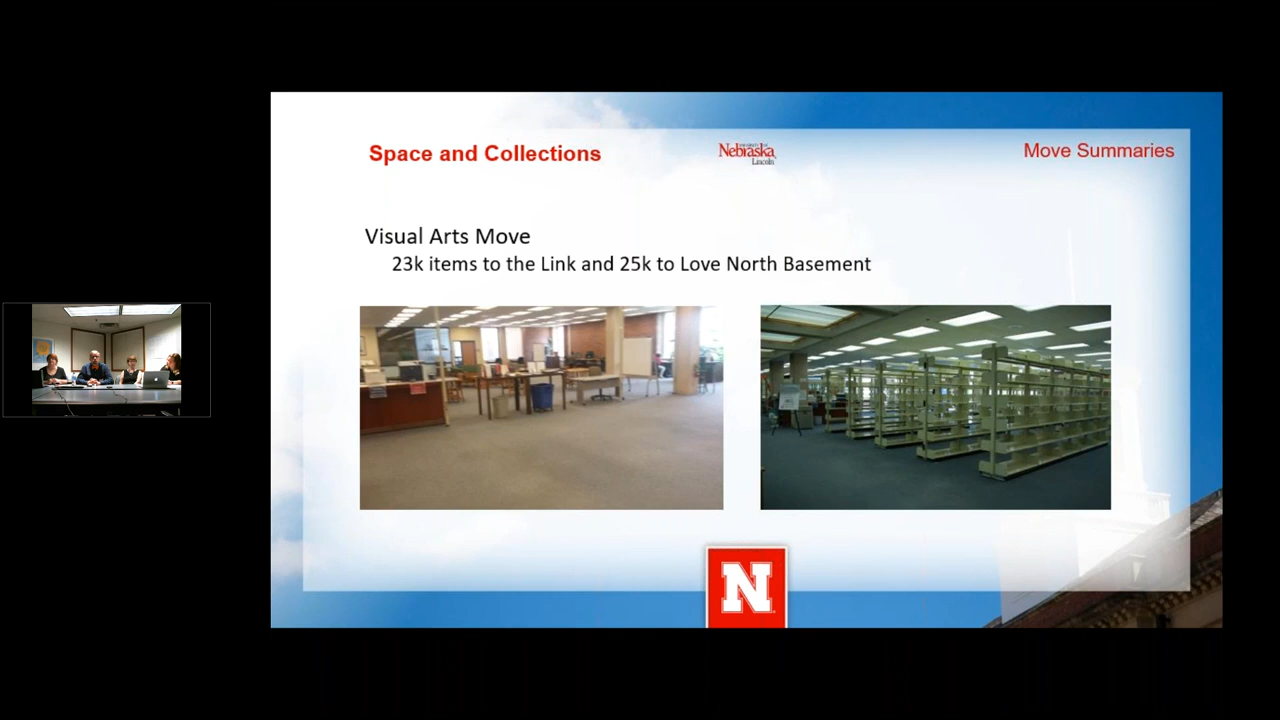 Space and Collections
Nebraska
Lincoln
Move Summaries
Visual Arts Move
23k items to the Link and 25k to Love North Basement
N